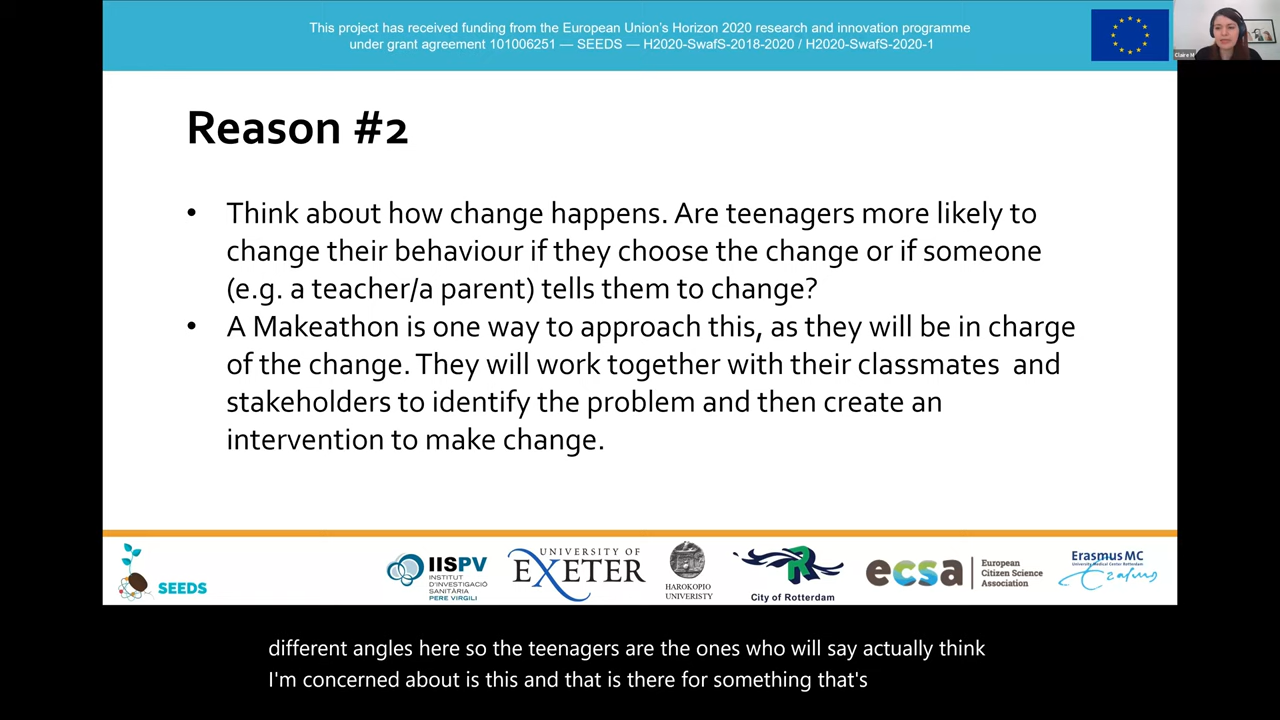 This project has received funding from the European Union's Horizon 2020 research and innovation programme
under grant agreement 101006251 — SEEDS — H2020-SwafS-2018-2020 / H2020-SwafS-2020-1
Claire M
Reason #2
• Think about how change happens. Are teenagers more likely to
change their behaviour if they choose the change or if someone
(e.g. a teacher/a parent) tells them to change?
• A Makeathon is one way to approach this, as they will be in charge
of the change. They will work together with their classmates and
stakeholders to identify the problem and then create an
intervention to make change.
SEEDS
IISPV
INSTITUT
D'INVESTIGACIÓ
SANITÀRIA
PERE VIRGILI
UNIVERSITY OF
EXETER
HAROKOPIO
UNIVERISTY
R
City of Rotterdam
ecsa
European
Citizen Science
Association
Erasmus MC
University Medical Center Rotterdam
Erasmus
different angles here so the teenagers are the ones who will say actually think
I'm concerned about is this and that is there for something that's